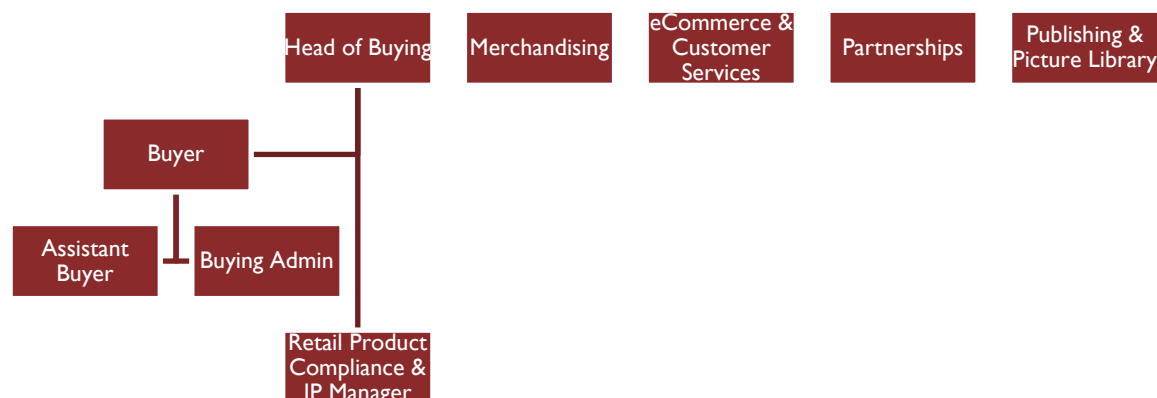 Head of Buying
Merchandising
eCommerce &
Customer
Services
Partnerships
Publishing &
Picture Library
Buyer
Assistant
Buyer
Buying Admin
Retail Product
Compliance &
IP Manager